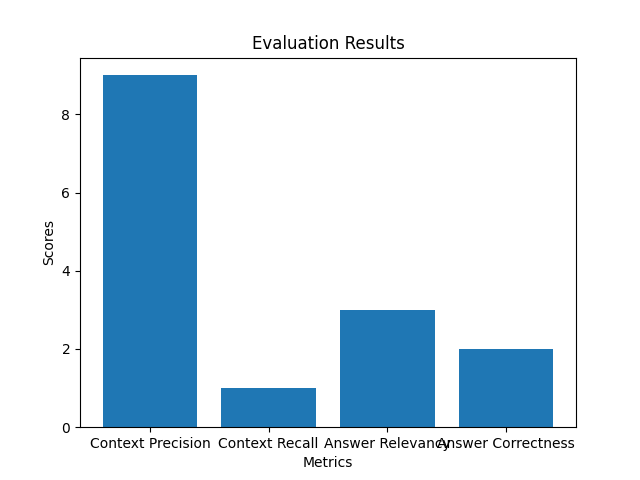 Evaluation Results
8
6
4
2
0
Scores
Context Precision Context Recall Answer Relevancy Answer Correctness
Metrics